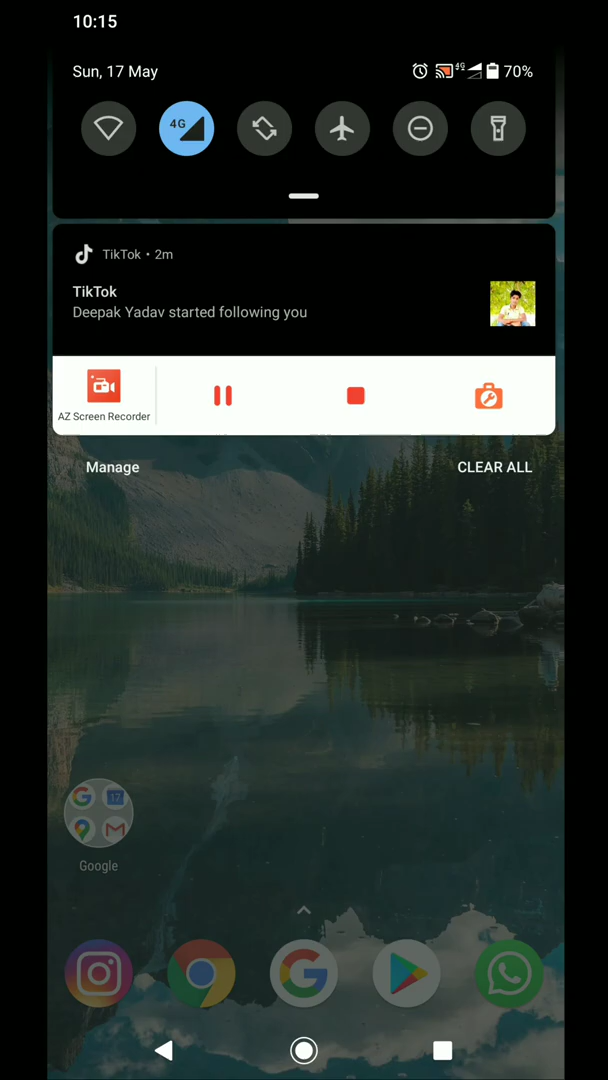 10:15
Sun, 17 May
4G
70%
4G
TikTok • 2m
TikTok
Deepak Yadav started following you
AZ Screen Recorder
Manage
CLEAR ALL
Google